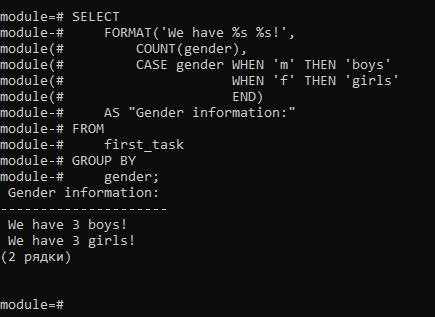 module=# SELECT
module-#     FORMAT('We have %s %s!',
module(#         COUNT(gender),
module(#         CASE gender WHEN 'm' THEN 'boys'
module(#                     WHEN 'f' THEN 'girls'
module(#                     END)
module-#     AS "Gender information:"
module-# FROM
module-#     first_task
module-# GROUP BY
module-#     gender;
 Gender information:
---------------------
 We have 3 boys!
 We have 3 girls!
(2 рядки)
module=#